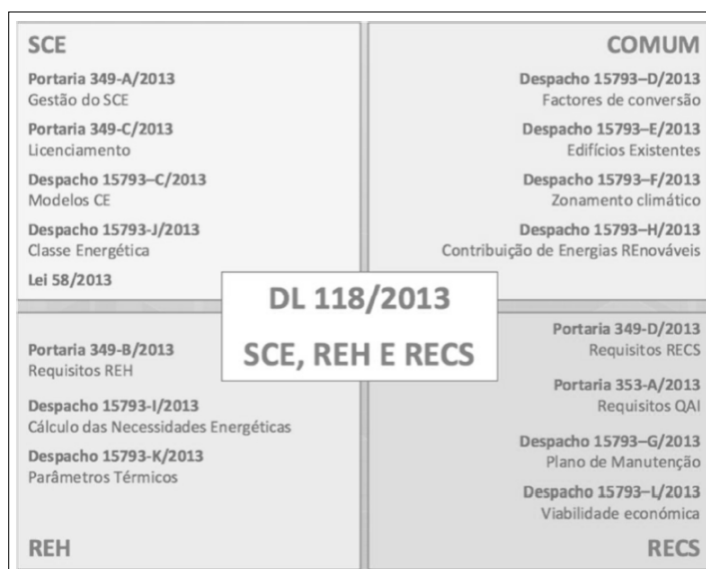 SCE
Portaria 349-A/2013
Gestão do SCE
Portaria 349-C/2013
Licenciamento
Despacho 15793–C/2013
Modelos CE
Despacho 15793-J/2013
Classe Energética
Lei 58/2013
COMUM
Despacho 15793–D/2013
Factores de conversão
Despacho 15793–E/2013
Edifícios Existentes
Despacho 15793–F/2013
Zonamento climático
Despacho 15793–H/2013
Contribuição de Energias REnováveis
DL 118/2013
SCE, REH E RECS
Portaria 349-B/2013
Requisitos REH
Despacho 15793-I/2013
Cálculo das Necessidades Energéticas
Despacho 15793-K/2013
Parâmetros Térmicos
REH
Portaria 349-D/2013
Requisitos RECS
Portaria 353-A/2013
Requisitos QAI
Despacho 15793–G/2013
Plano de Manutenção
Despacho 15793–L/2013
Viabilidade económica
RECS